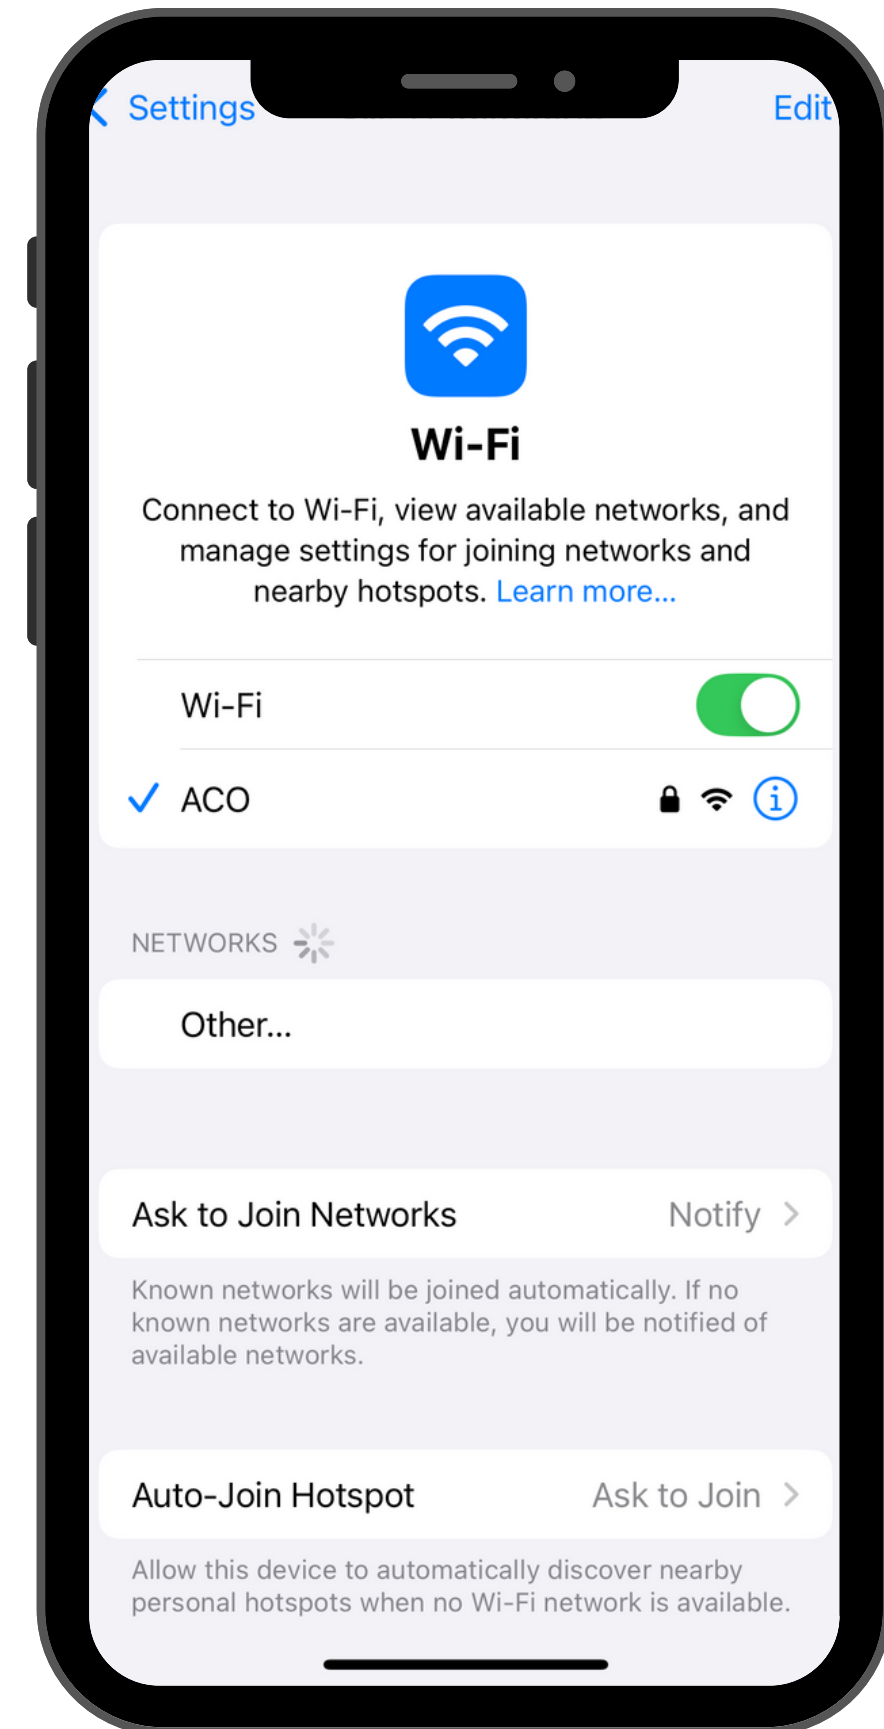 Settings
Edit
Wi-Fi
Connect to Wi-Fi, view available networks, and
manage settings for joining networks and
nearby hotspots. Learn more...
Wi-Fi
ACO
NETWORKS
Other...
Ask to Join Networks
Notify
Known networks will be joined automatically. If no
known networks are available, you will be notified of
available networks.
Auto-Join Hotspot
Ask to Join
Allow this device to automatically discover nearby
personal hotspots when no Wi-Fi network is available.